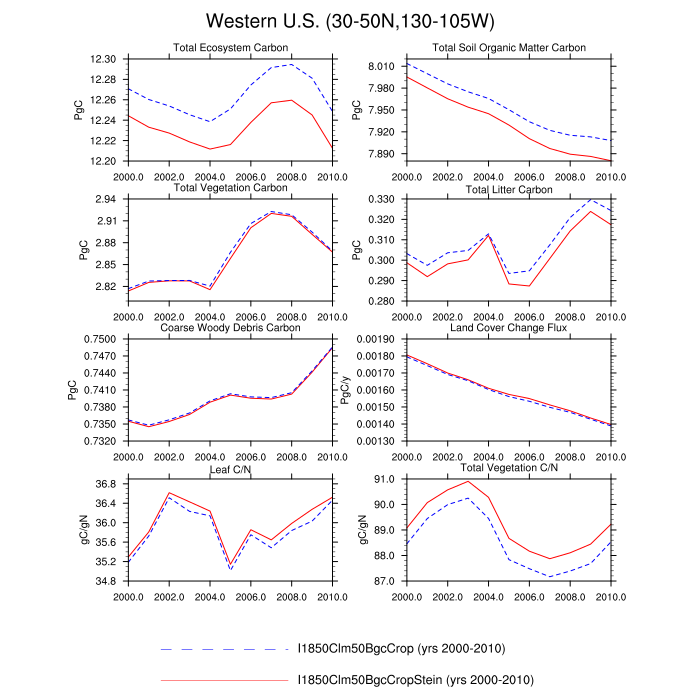 Western U.S. (30-50N,130-105W)
Total Ecosystem Carbon
PgC
12.30
12.28
12.26
12.24
12.22
12.20
2000.0 2002.0 2004.0 2006.0 2008.0 2010.0
Total Soil Organic Matter Carbon
PgC
8.010
7.980
7.950
7.920
7.890
2000.0 2002.0 2004.0 2006.0 2008.0 2010.0
Total Vegetation Carbon
PgC
2.94
2.91
2.88
2.85
2.82
2000.0 2002.0 2004.0 2006.0 2008.0 2010.0
Total Litter Carbon
PgC
0.330
0.320
0.310
0.300
0.290
0.280
2000.0 2002.0 2004.0 2006.0 2008.0 2010.0
Coarse Woody Debris Carbon
PgC
0.7500
0.7470
0.7440
0.7410
0.7380
0.7350
0.7320
2000.0 2002.0 2004.0 2006.0 2008.0 2010.0
Land Cover Change Flux
PgC/y
0.00190
0.00180
0.00170
0.00160
0.00150
0.00140
0.00130
2000.0 2002.0 2004.0 2006.0 2008.0 2010.0
Leaf C/N
gC/gN
36.8
36.4
36.0
35.6
35.2
34.8
2000.0 2002.0 2004.0 2006.0 2008.0 2010.0
Total Vegetation C/N
gC/gN
91.0
90.0
89.0
88.0
87.0
2000.0 2002.0 2004.0 2006.0 2008.0 2010.0
I1850Clm50BgcCrop (yrs 2000-2010)
I1850Clm50BgcCropStein (yrs 2000-2010)